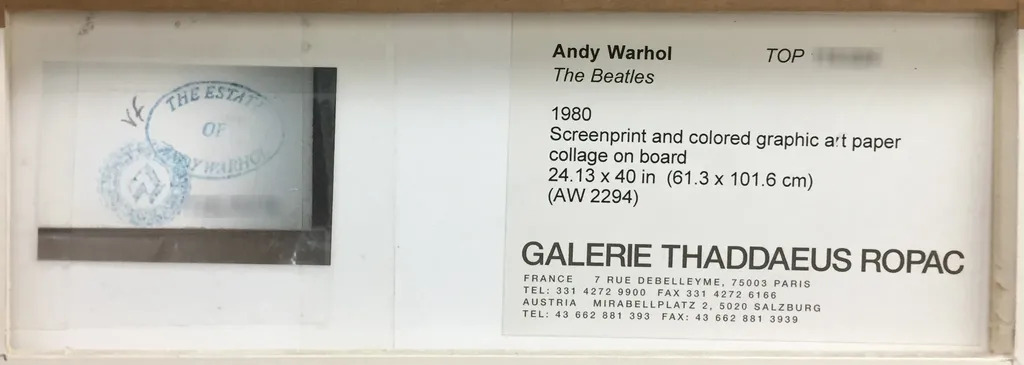 VF
THE ESTATE
OF
ANDY WARHOL
Andy Warhol TOP
The Beatles
1980
Screenprint and colored graphic art paper
collage on board
24.13 x 40 in (61.3 x 101.6 cm)
(AW 2294)
GALERIE THADDAEUS ROPAC
FRANCE 7 RUE DEBELLEYME, 75003 PARIS
TEL: 331 4272 9900 FAX 331 4272 6166
AUSTRIA MIRABELLPLATZ 2, 5020 SALZBURG
TEL: 43 662 881 393 FAX: 43 662 881 3939